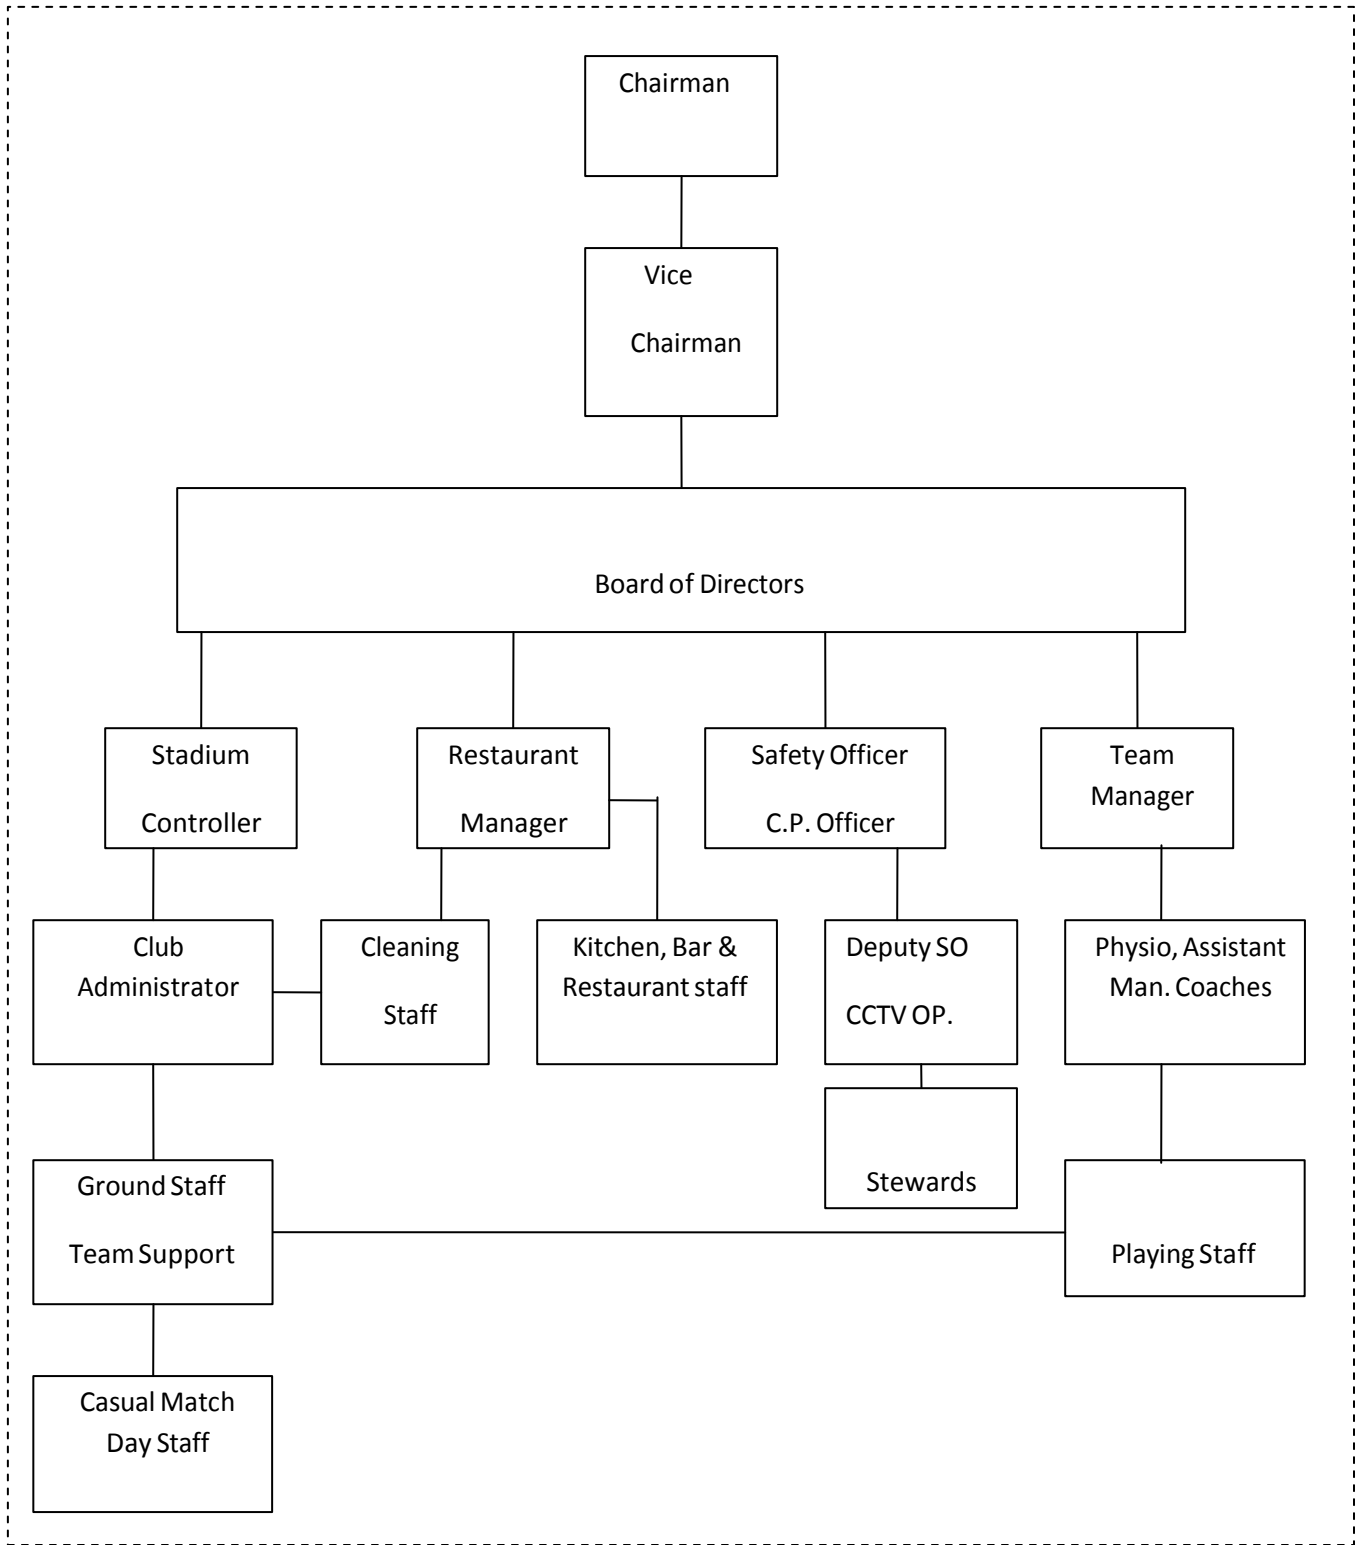 Chairman
Vice
Chairman
Board of Directors
Stadium
Controller
Restaurant
Manager
Safety Officer
C.P. Officer
Team
Manager
Club
Administrator
Cleaning
Staff
Kitchen, Bar &
Restaurant staff
Deputy SO
CCTV OP.
Physio, Assistant
Man. Coaches
Stewards
Ground Staff
Team Support
Playing Staff
Casual Match
Day Staff